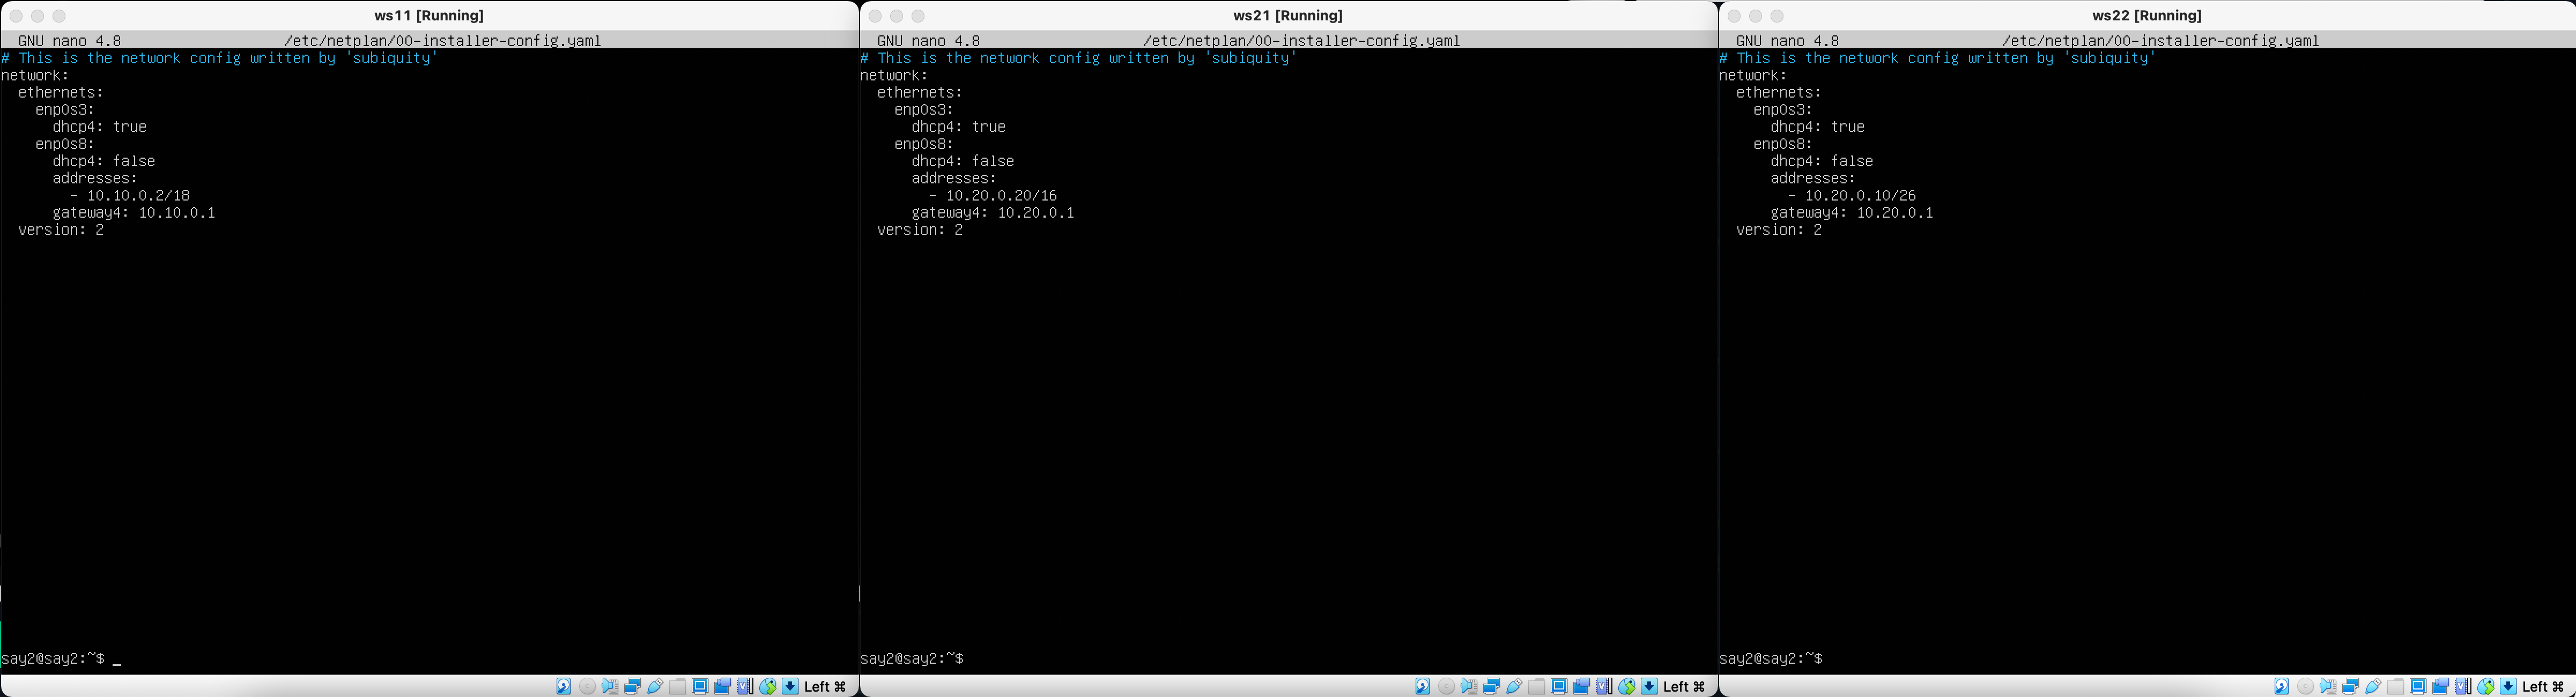 ws11 [Running]
GNU nano 4.8 /etc/netplan/00-installer-config.yaml
# This is the network config written by 'subiquity'
network:
  ethernets:
    enp0s3:
      dhcp4: true
    enp0s8:
      dhcp4: false
      addresses:
        - 10.10.0.2/18
      gateway4: 10.10.0.1
  version: 2
say2@say2:~$ _
Left ⌘
ws21 [Running]
GNU nano 4.8 /etc/netplan/00-installer-config.yaml
# This is the network config written by 'subiquity'
network:
  ethernets:
    enp0s3:
      dhcp4: true
    enp0s8:
      dhcp4: false
      addresses:
        - 10.20.0.20/16
      gateway4: 10.20.0.1
  version: 2
say2@say2:~$
Left ⌘
ws22 [Running]
GNU nano 4.8 /etc/netplan/00-installer-config.yaml
# This is the network config written by 'subiquity'
network:
  ethernets:
    enp0s3:
      dhcp4: true
    enp0s8:
      dhcp4: false
      addresses:
        - 10.20.0.10/26
      gateway4: 10.20.0.1
  version: 2
say2@say2:~$
Left ⌘